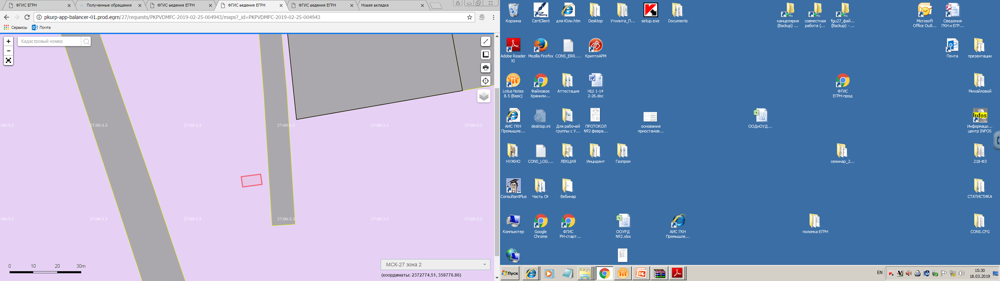 ФГИС ЕГРН
Полученные обращения
ФГИС ведения ЕГРН
ФГИС ведения ЕГРН
ФГИС ведения ЕГРН
Новая вкладка
pkurp-app-balancer-01.prod.egrn/27/requests/PKPVDMFC-2019-02-25-004943/maps?_id=PKPVDMFC-2019-02-25-004943
Сервисы
Почта
+
Кадастровый номер
−
:00-3.3
27:00-3.3
27:00-3.3
27:00-3.3
27:00-3.3
27:00-3.3
:00-3.3
27:00-3.3
27:00-3.3
27:00-3.3
27:00-3.3
27:00-3.3
0 10 20 30m
МСК-27 зона 2
(координаты: 2372774.51, 358776.86)
Корзина
CertClient
для Юли.htm
Desktop
Утилита_П...
setup.exe
Documents
канцелярия
(Backup) ...
совместная
работа (...
fgu27_фай...
(Backup) - ...
Microsoft
Office Outl...
Сведения
ГКН и ЕГР...
Adobe Reader
XI
Mozilla Firefox
CONS_ERR....
КриптоАРМ
Почта
презентации
Lotus Notes
8.5 (Basic)
Файловое
Хранили...
Аттестация
НШ 1-14
2-26.doc
ФГИС
ЕГРН-прод
Михайловой
АИС ГКН
Промышле...
desktop.ini
Для рабочей
группы с У...
ПРОТОКОЛ
№2 февра...
основания
приостанов...
ООДиОУД...
Infos
Информаци...
центр INFOS
НУЖНО
CONS_LOG....
ЛЕКЦИЯ
Инцидент
Газпром
семинар_2...
218-ФЗ
ConsultantPlus
Часть ОН
Вебинар
СТАТИСТИКА
Компьютер
Google
Chrome
ФГИС
РН-старт...
ООУРД
№2.xlsx
АИС ГКН
Промышле...
поломка ЕГРН
CONS.CFG
Пуск
EN
15:30
18.03.2019